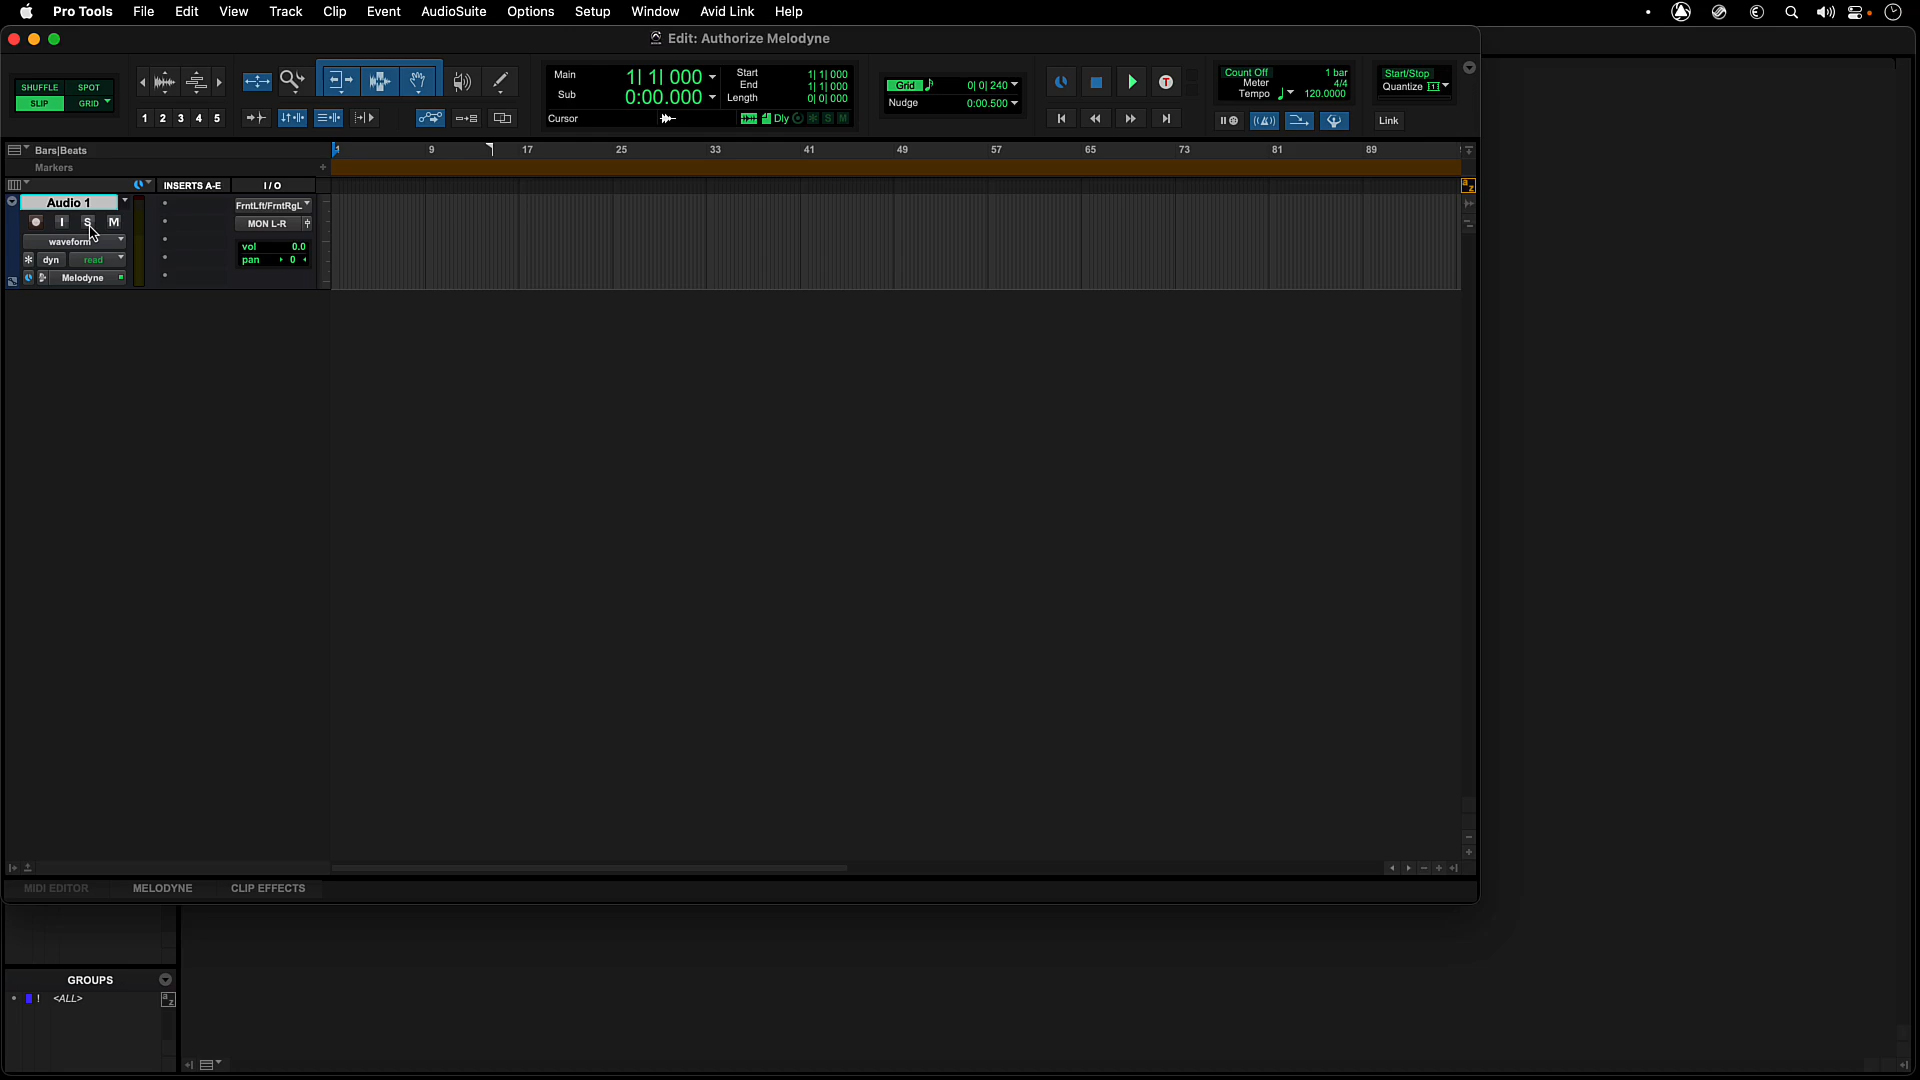 Pro Tools File Edit View Track Clip Event AudioSuite Options Setup Window Avid Link Help
Edit: Authorize Melodyne
SHUFFLE SPOT
SLIP GRID
1 2 3 4 5
Main 1| 1| 000
Sub 0:00.000
Cursor
Start 1| 1| 000
End 1| 1| 000
Length 0| 0| 000
Dly S M
Grid 0| 0| 240
Nudge 0:00.500
T
Count Off 1 bar
Meter 4/4
Tempo 120.0000
Start/Stop
Quantize
Link
Bars|Beats
1 9 17 25 33 41 49 57 65 73 81 89
Markers
INSERTS A-E I / O
a z
Audio 1
I S M
waveform
dyn read
Melodyne
FrntLft/FrntRgL
MON L-R
vol 0.0
pan 0
MIDI EDITOR MELODYNE CLIP EFFECTS
GROUPS
! <ALL>
a z